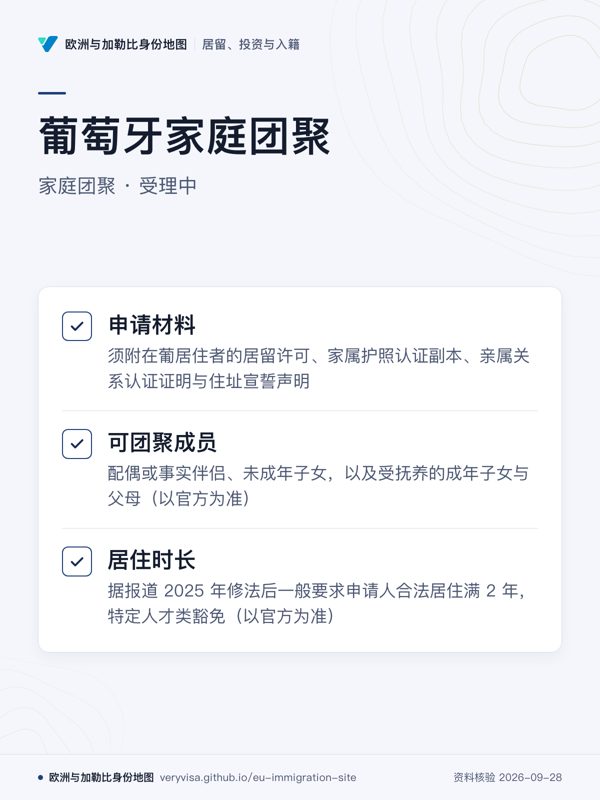 欧洲与加勒比身份地图 居留、投资与入籍
葡萄牙家庭团聚
家庭团聚 · 受理中
申请材料
须附在葡居住者的居留许可、家属护照认证副本、亲属关
系认证证明与住址宣誓声明
可团聚成员
配偶或事实伴侣、未成年子女，以及受抚养的成年子女与
父母（以官方为准）
居住时长
据报道 2025 年修法后一般要求申请人合法居住满 2 年，
特定人才类豁免（以官方为准）
欧洲与加勒比身份地图 veryvisa.github.io/eu-immigration-site 资料核验 2026-09-28